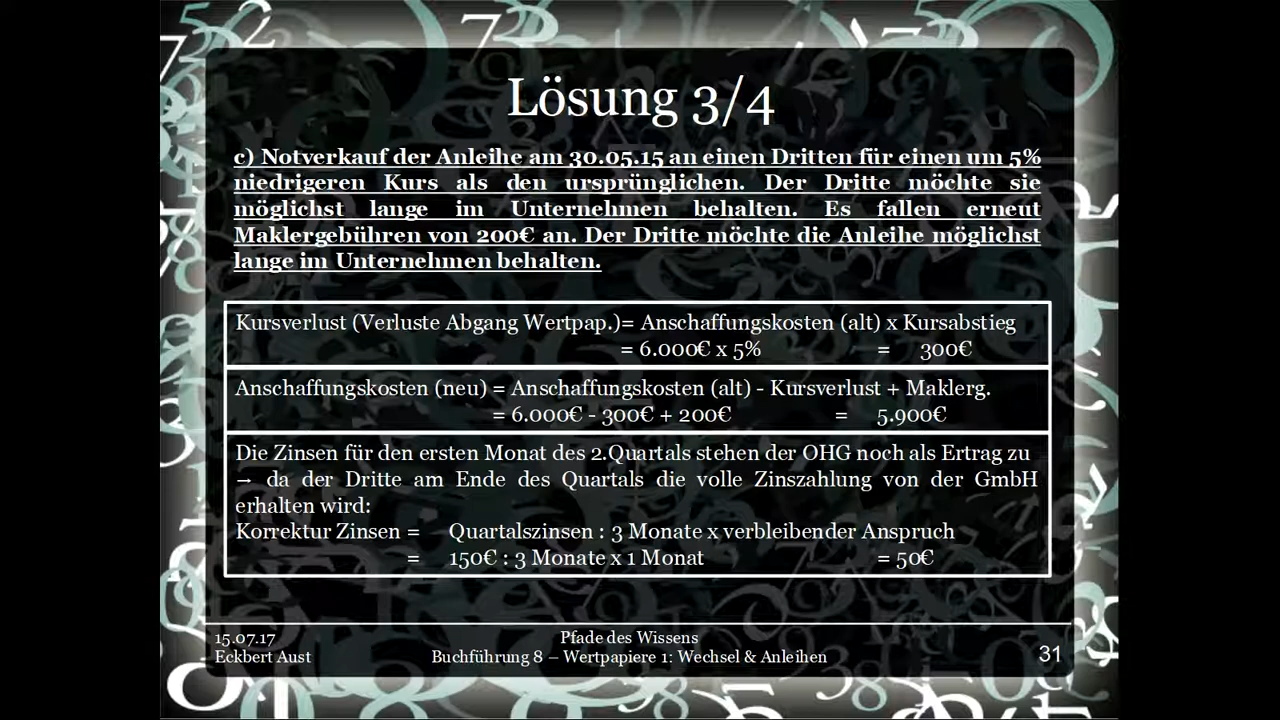 Lösung 3/4
c) Notverkauf der Anleihe am 30.05.15 an einen Dritten für einen um 5%
niedrigeren Kurs als den ursprünglichen. Der Dritte möchte sie
möglichst lange im Unternehmen behalten. Es fallen erneut
Maklergebühren von 200€ an. Der Dritte möchte die Anleihe möglichst
lange im Unternehmen behalten.
Kursverlust (Verluste Abgang Wertpap.)= Anschaffungskosten (alt) x Kursabstieg
= 6.000€ x 5% = 300€
Anschaffungskosten (neu) = Anschaffungskosten (alt) - Kursverlust + Maklerg.
= 6.000€ - 300€ + 200€ = 5.900€
Die Zinsen für den ersten Monat des 2.Quartals stehen der OHG noch als Ertrag zu
→ da der Dritte am Ende des Quartals die volle Zinszahlung von der GmbH
erhalten wird:
Korrektur Zinsen = Quartalszinsen : 3 Monate x verbleibender Anspruch
= 150€ : 3 Monate x 1 Monat = 50€
15.07.17 Pfade des Wissens
Eckbert Aust Buchführung 8 – Wertpapiere 1: Wechsel & Anleihen 31